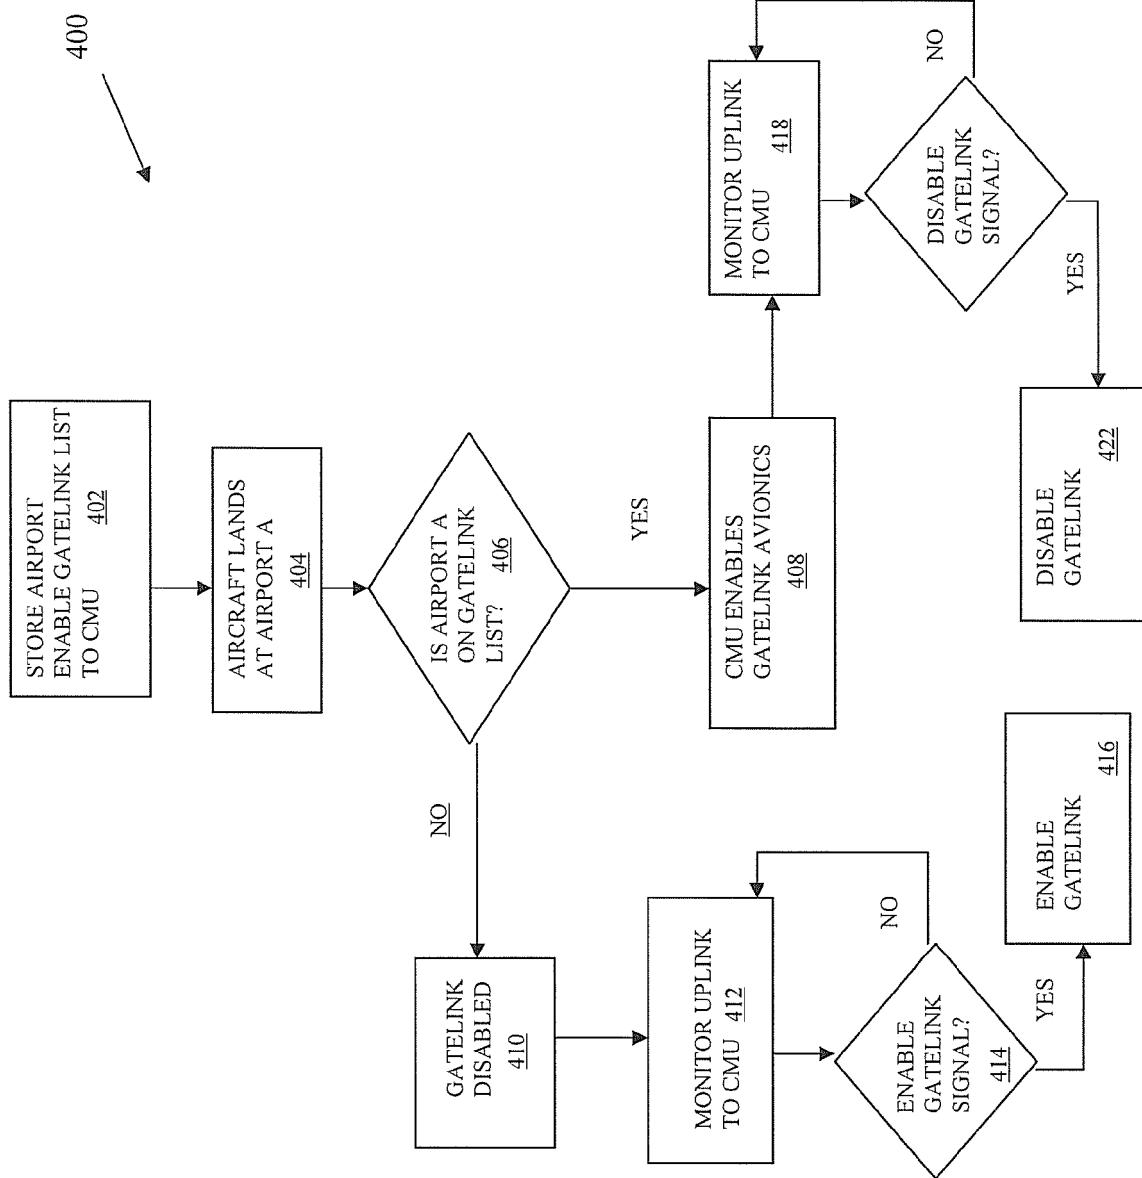 400
STORE AIRPORT
ENABLE GATELINK LIST
TO CMU
402
AIRCRAFT LANDS
AT AIRPORT A
404
IS AIRPORT A
ON GATELINK
LIST?
406
NO
YES
GATELINK
DISABLED
410
MONITOR UPLINK
TO CMU
412
ENABLE
GATELINK
SIGNAL?
414
NO
YES
ENABLE
GATELINK
416
CMU ENABLES
GATELINK AVIONICS
408
MONITOR UPLINK
TO CMU
418
DISABLE
GATELINK
SIGNAL?
NO
YES
DISABLE
GATELINK
422